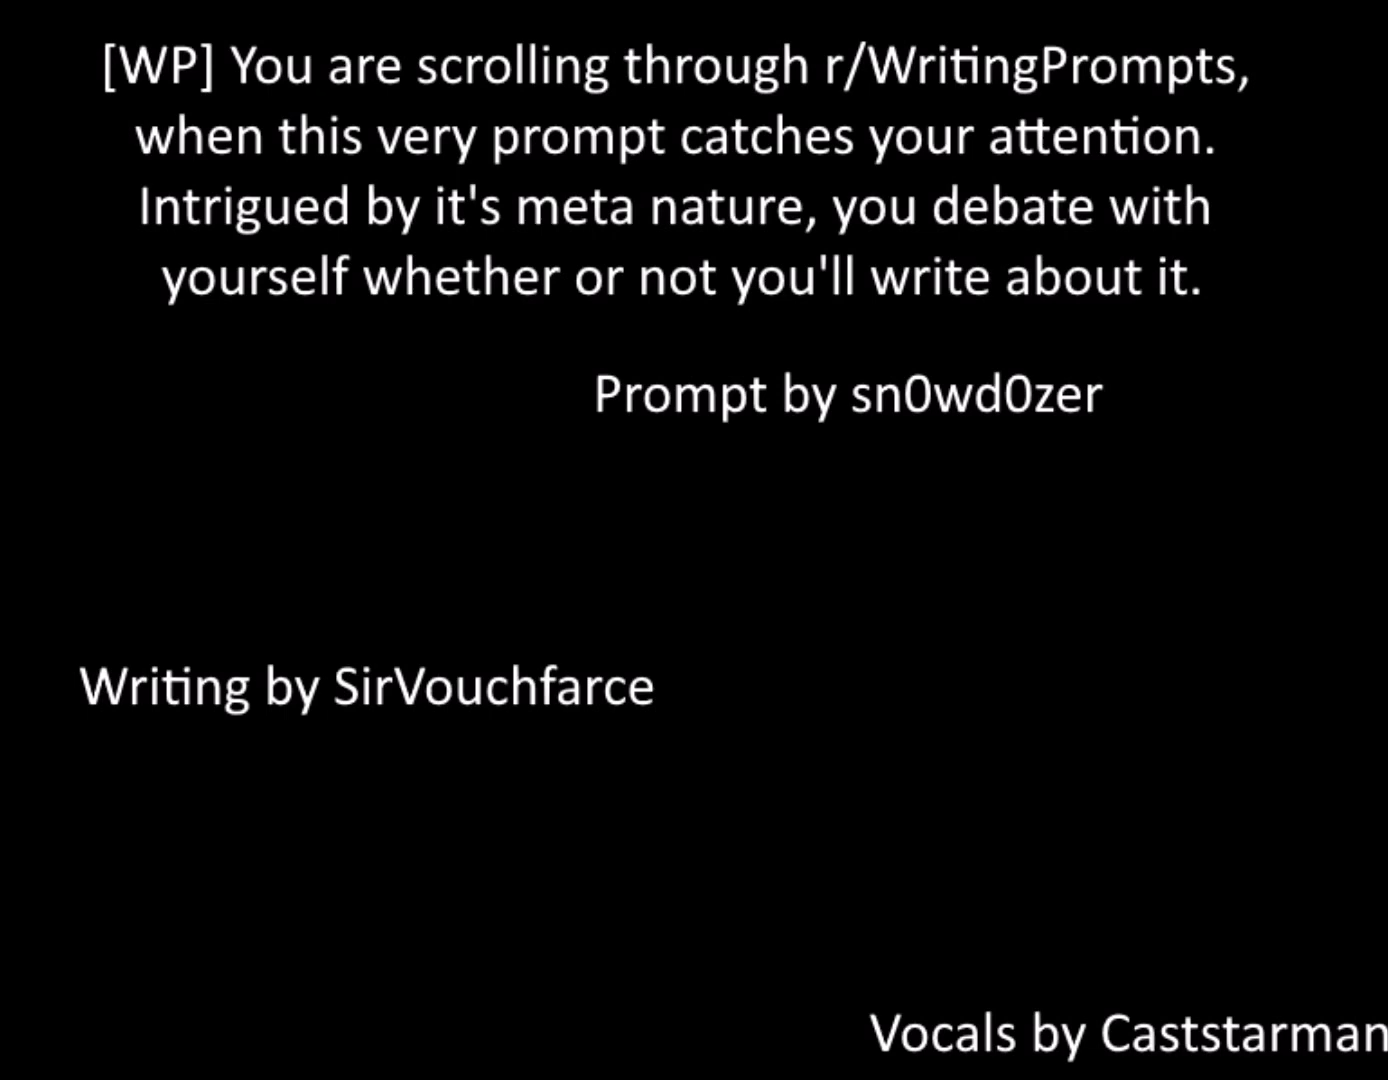 [WP] You are scrolling through r/WritingPrompts,
when this very prompt catches your attention.
Intrigued by it's meta nature, you debate with
yourself whether or not you'll write about it.
Prompt by sn0wd0zer
Writing by SirVouchfarce
Vocals by Caststarman